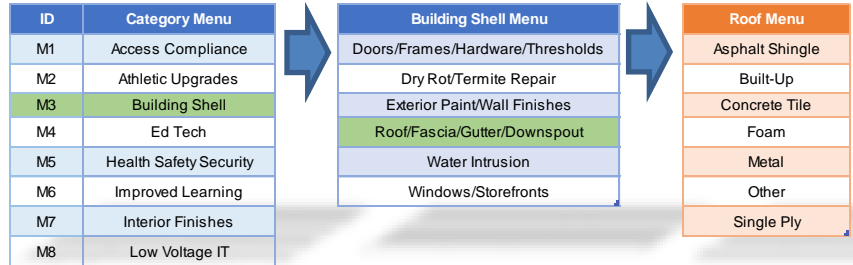 ID Category Menu
M1 Access Compliance
M2 Athletic Upgrades
M3 Building Shell
M4 Ed Tech
M5 Health Safety Security
M6 Improved Learning
M7 Interior Finishes
M8 Low Voltage IT
Building Shell Menu
Doors/Frames/Hardware/Thresholds
Dry Rot/Termite Repair
Exterior Paint/Wall Finishes
Roof/Fascia/Gutter/Downspout
Water Intrusion
Windows/Storefronts
Roof Menu
Asphalt Shingle
Built-Up
Concrete Tile
Foam
Metal
Other
Single Ply